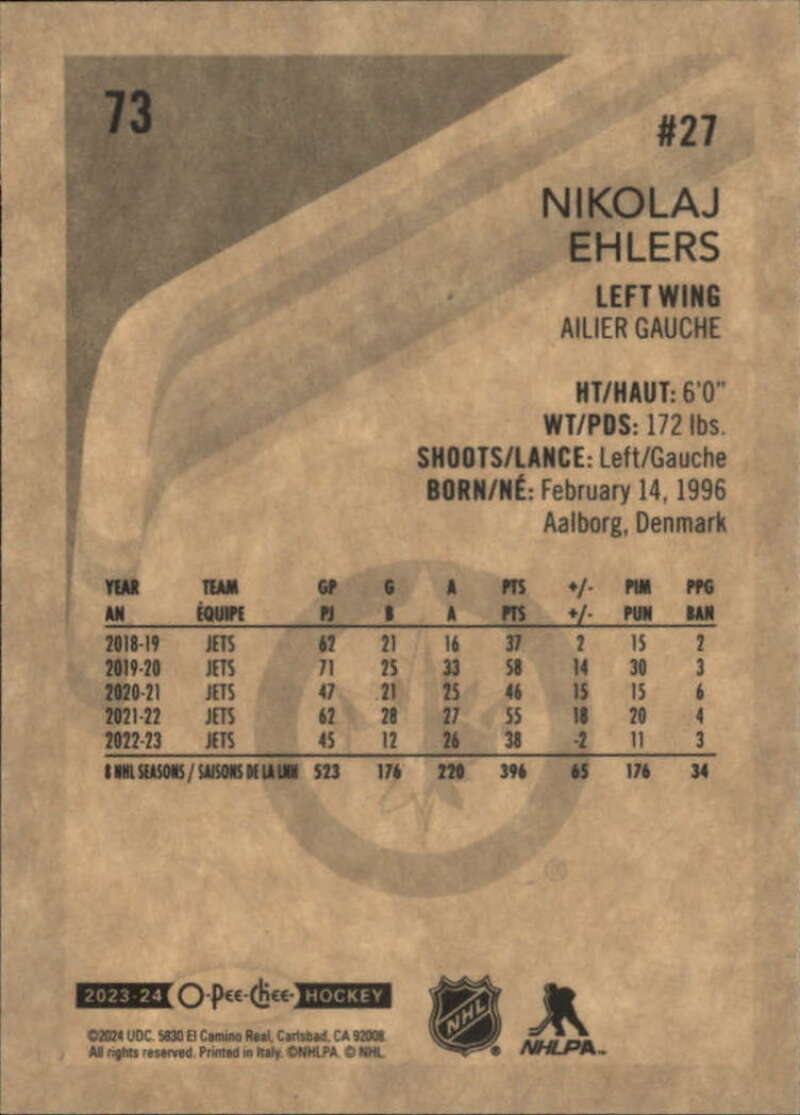 73
#27
NIKOLAJ
EHLERS
LEFT WING
AILIER GAUCHE
HT/HAUT: 6'0"
WT/PDS: 172 lbs.
SHOOTS/LANCE: Left/Gauche
BORN/NÉ: February 14, 1996
Aalborg, Denmark
YEAR TEAM GP G A PTS +/- PIM PPG
AN ÉQUIPE PJ B A PTS +/- PUN BAN
2018-19 JETS 62 21 16 37 2 15 2
2019-20 JETS 71 25 33 58 14 30 3
2020-21 JETS 47 21 25 46 15 15 6
2021-22 JETS 62 28 27 55 18 20 4
2022-23 JETS 45 12 26 38 -2 11 3
8 NHL SEASONS / SAISONS DE LA LNH 523 176 220 396 65 176 34
®
2023-24 O-Pee-Chee HOCKEY
©2024 UDC. 5830 El Camino Real, Carlsbad, CA 92008.
All rights reserved. Printed in Italy. ©NHLPA. © NHL.
NHL ®
NHLPA™